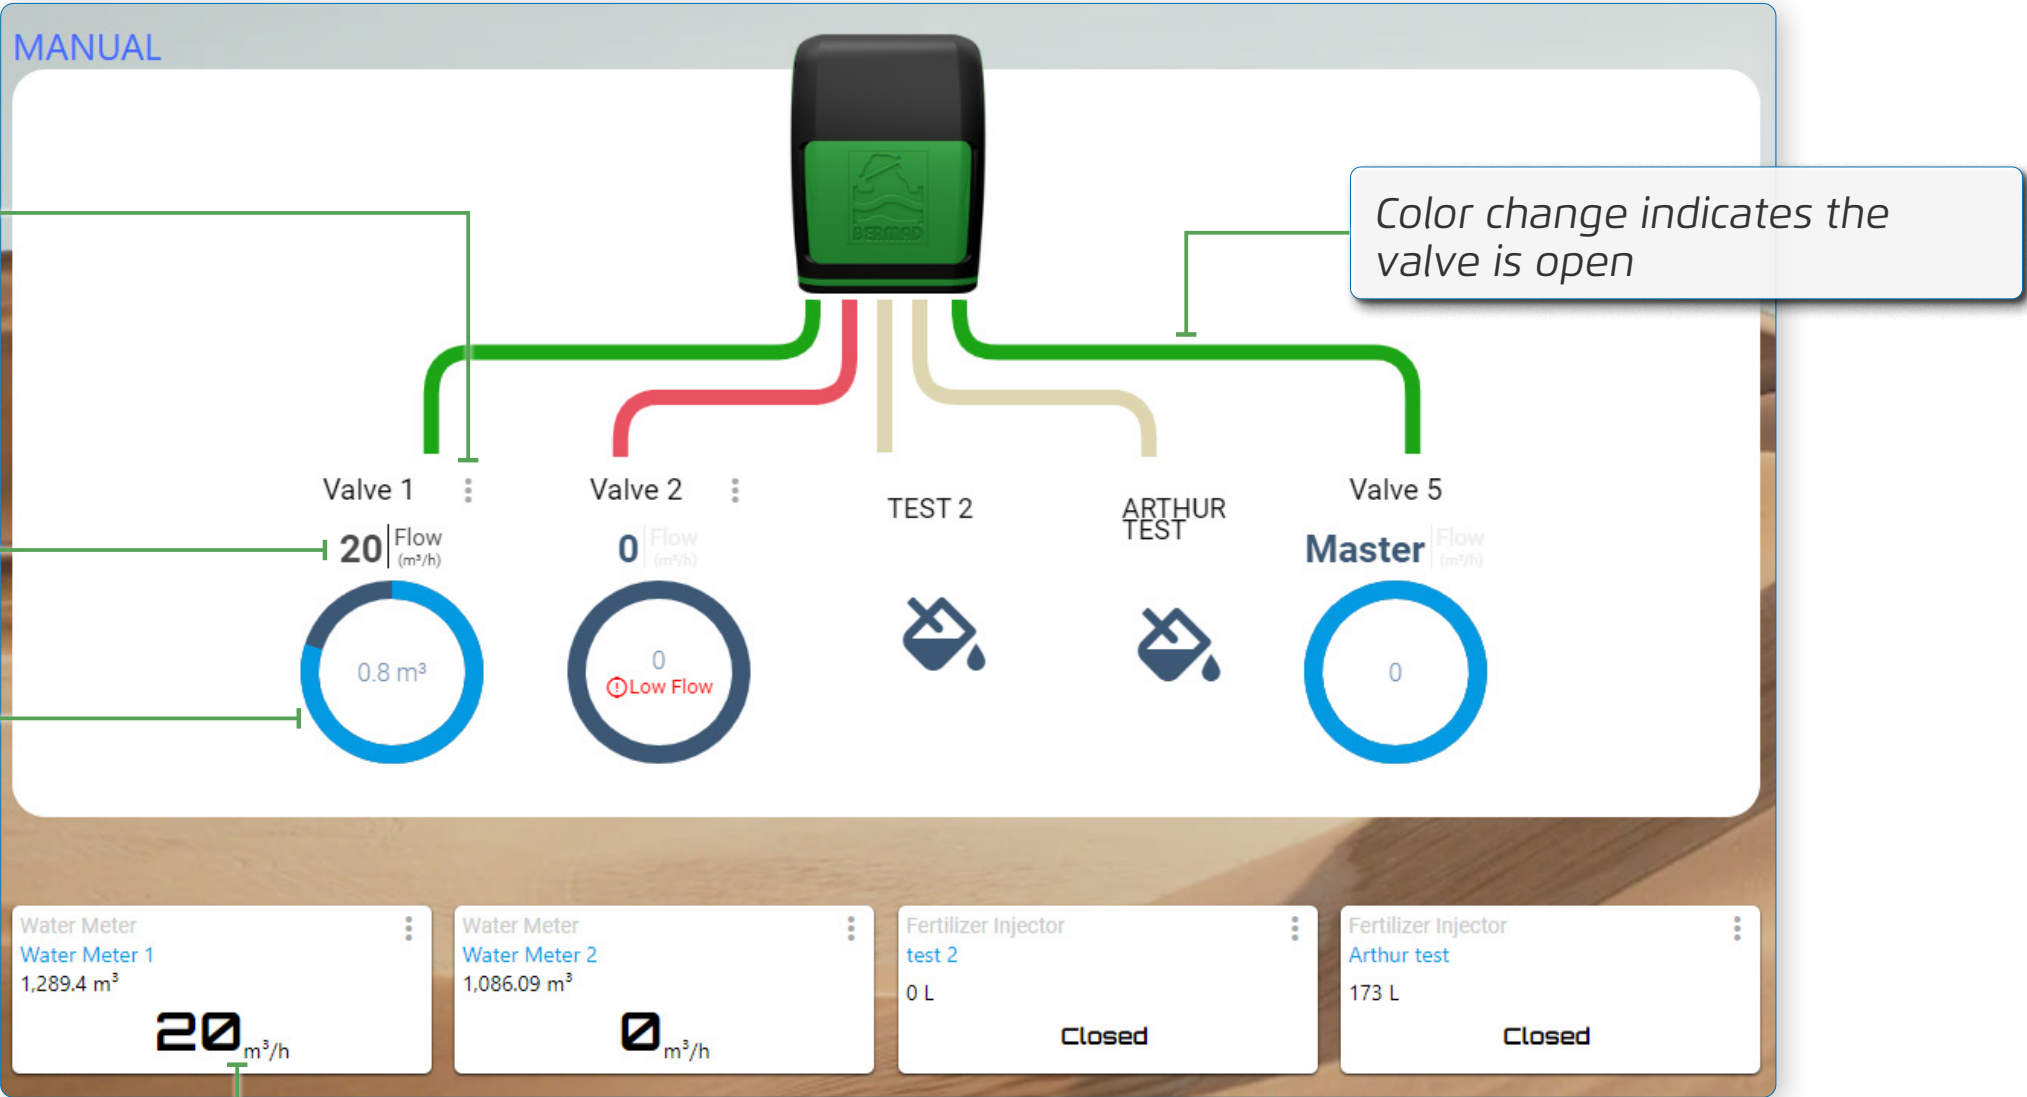 MANUAL
BERMAD
Color change indicates the
valve is open
Valve 1
Valve 2
TEST 2
ARTHUR
TEST
Valve 5
20 Flow
(m³/h)
0 Flow
(m³/h)
Master Flow
(m³/h)
0.8 m³
0
Low Flow
0
Water Meter
Water Meter 1
1,289.4 m³
20 m³/h
Water Meter
Water Meter 2
1,086.09 m³
0 m³/h
Fertilizer Injector
test 2
0 L
Closed
Fertilizer Injector
Arthur test
173 L
Closed